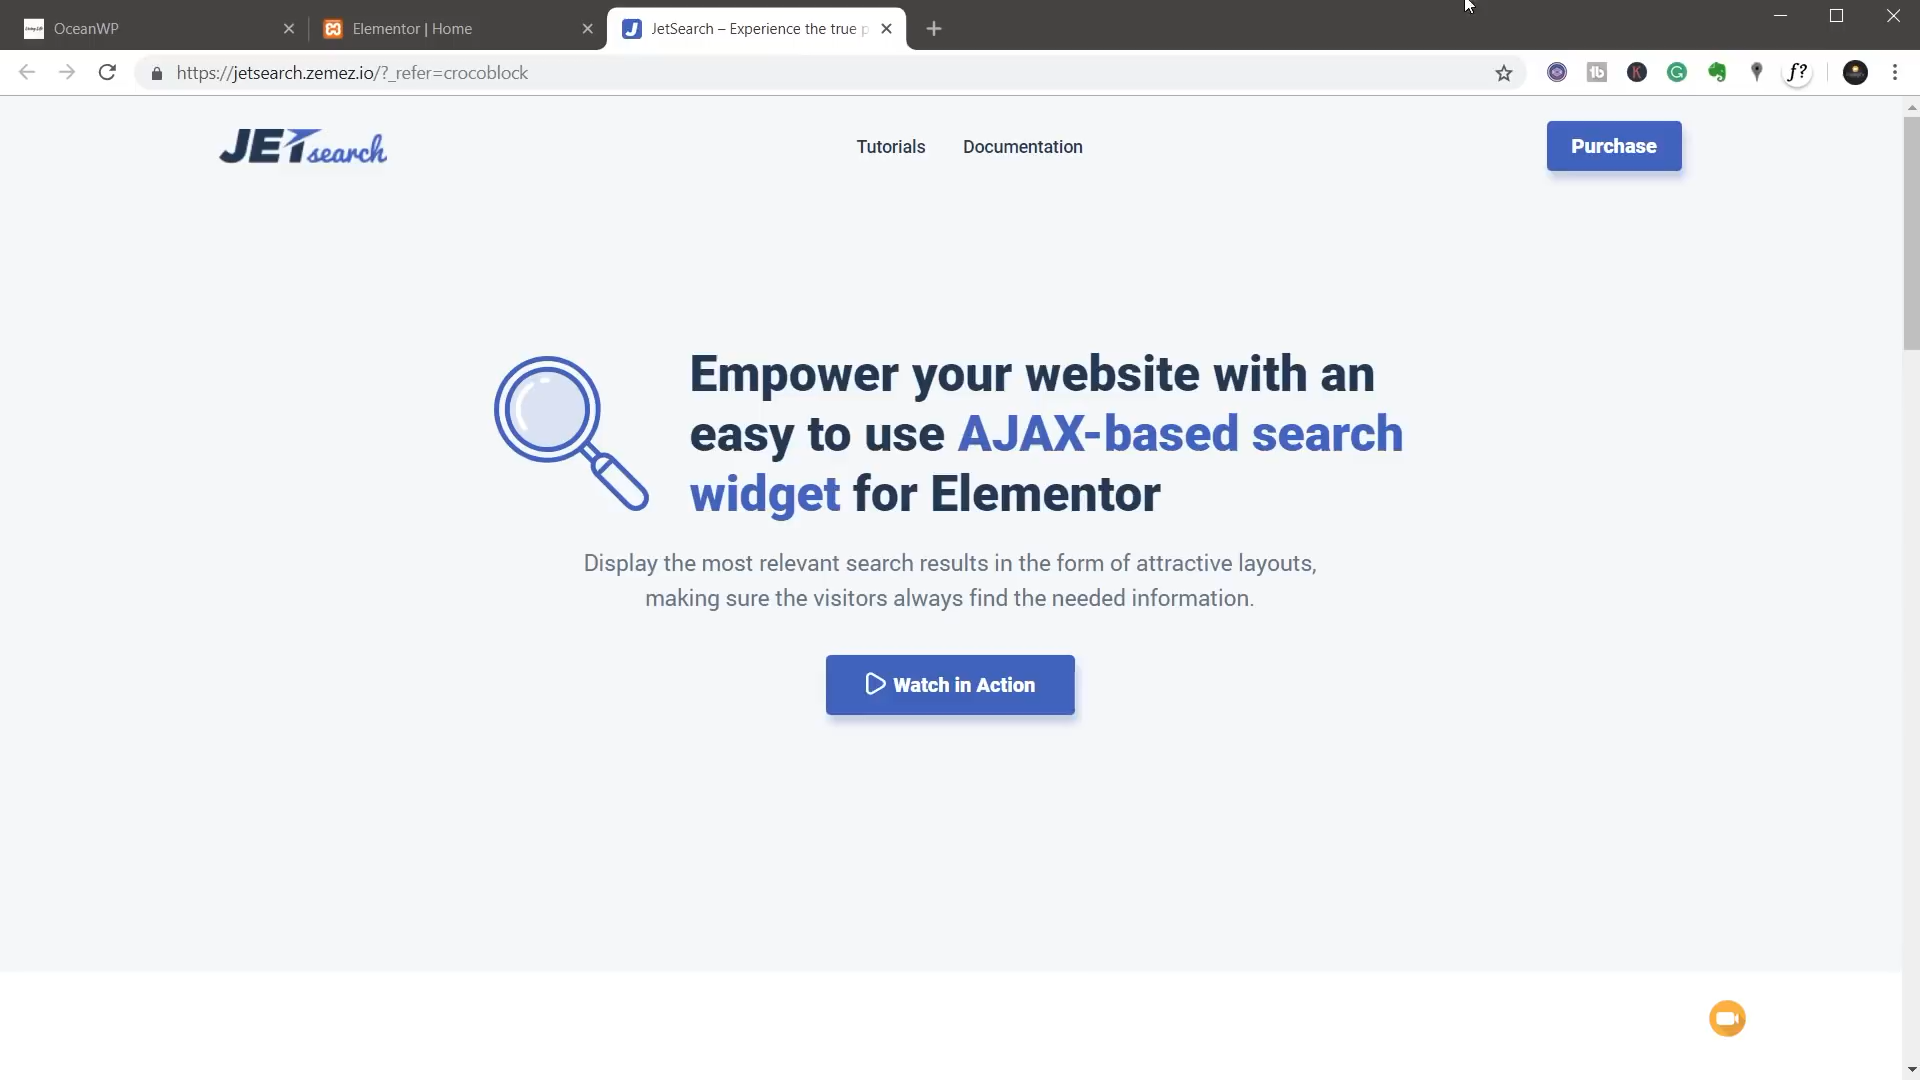 OceanWP
Elementor | Home
JetSearch – Experience the true p
https://jetsearch.zemez.io/?_refer=crocoblock
JETsearch
Tutorials
Documentation
Purchase
Empower your website with an
easy to use AJAX-based search
widget for Elementor
Display the most relevant search results in the form of attractive layouts,
making sure the visitors always find the needed information.
Watch in Action